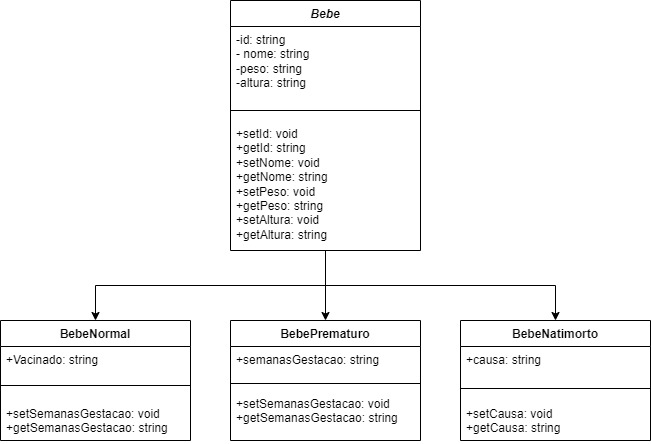 Bebe
-id: string
- nome: string
-peso: string
-altura: string
+setId: void
+getId: string
+setNome: void
+getNome: string
+setPeso: void
+getPeso: string
+setAltura: void
+getAltura: string
BebeNormal
+Vacinado: string
+setSemanasGestacao: void
+getSemanasGestacao: string
BebePrematuro
+semanasGestacao: string
+setSemanasGestacao: void
+getSemanasGestacao: string
BebeNatimorto
+causa: string
+setCausa: void
+getCausa: string